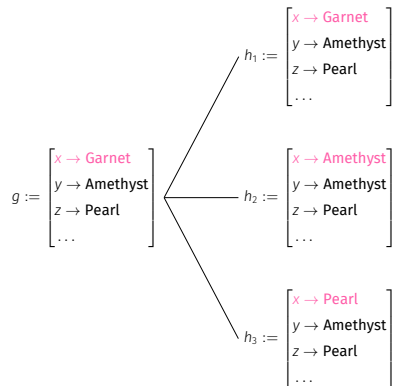 x → Garnet
h₁ := y → Amethyst
z → Pearl
...
x → Garnet
g := y → Amethyst
z → Pearl
...
x → Amethyst
h₂ := y → Amethyst
z → Pearl
...
x → Pearl
h₃ := y → Amethyst
z → Pearl
...